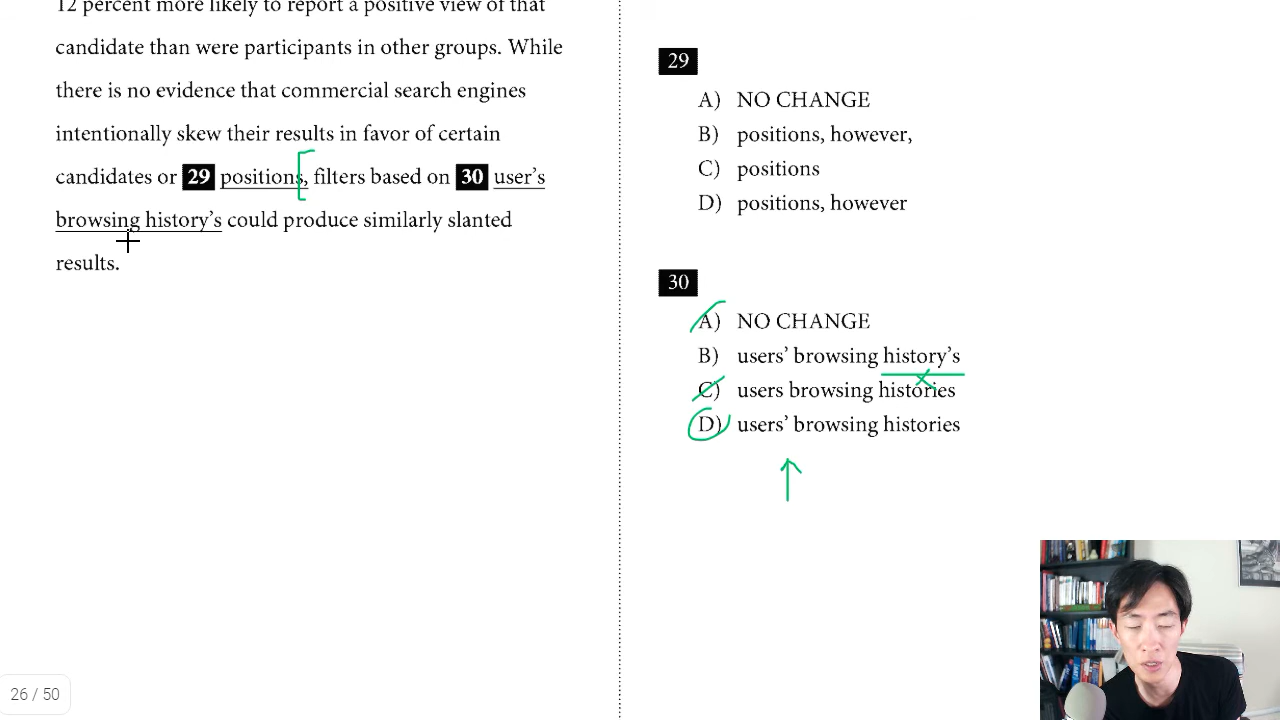 12 percent more likely to report a positive view of that
candidate than were participants in other groups. While
there is no evidence that commercial search engines
intentionally skew their results in favor of certain
candidates or 29 positions, filters based on 30 user’s
browsing history’s could produce similarly slanted
results.
29
A) NO CHANGE
B) positions, however,
C) positions
D) positions, however
30
A) NO CHANGE
B) users’ browsing history’s
C) users browsing histories
D) users’ browsing histories
26 / 50